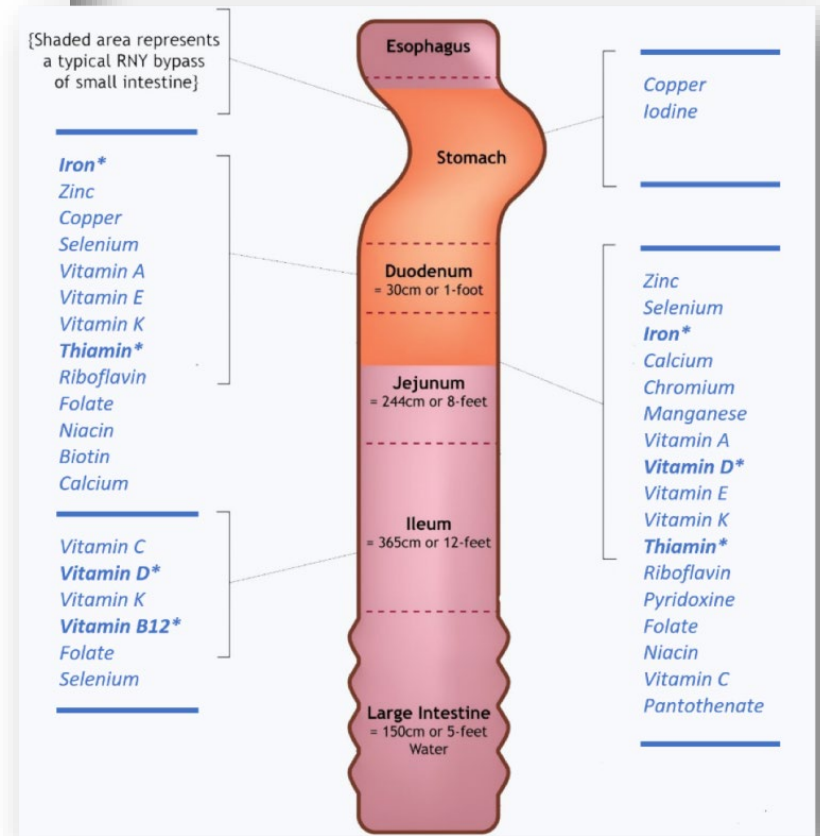 {Shaded area represents
a typical RNY bypass
of small intestine}
Iron*
Zinc
Copper
Selenium
Vitamin A
Vitamin E
Vitamin K
Thiamin*
Riboflavin
Folate
Niacin
Biotin
Calcium
Vitamin C
Vitamin D*
Vitamin K
Vitamin B12*
Folate
Selenium
Esophagus
Stomach
Duodenum
= 30cm or 1-foot
Jejunum
= 244cm or 8-feet
Ileum
= 365cm or 12-feet
Large Intestine
= 150cm or 5-feet
Water
Copper
Iodine
Zinc
Selenium
Iron*
Calcium
Chromium
Manganese
Vitamin A
Vitamin D*
Vitamin E
Vitamin K
Thiamin*
Riboflavin
Pyridoxine
Folate
Niacin
Vitamin C
Pantothenate